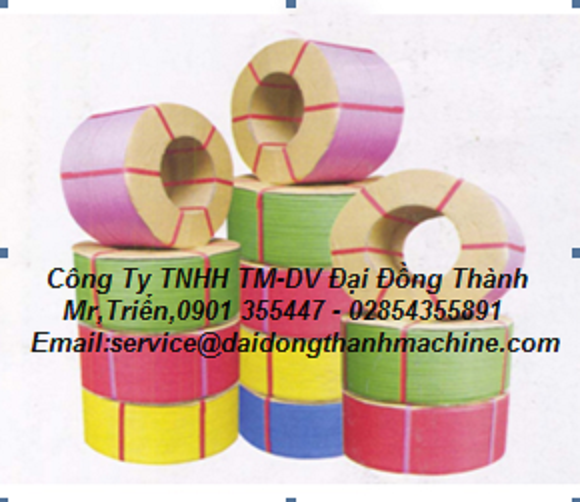 Công Ty TNHH TM-DV Đại Đồng Thành
Mr,Triển,0901 355447 - 02854355891
Email:service@daidongthanhmachine.com